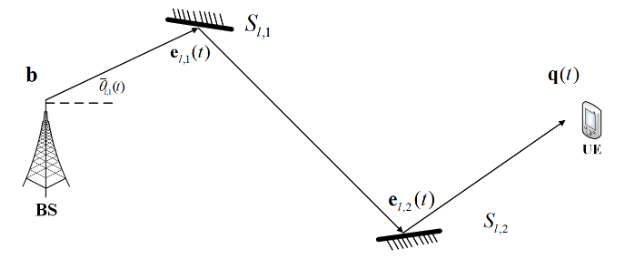 S_{l,1}
e_{l,1}(t)
b
q(t)
θ̄_{l,1}(t)
UE
e_{l,2}(t)
BS
S_{l,2}